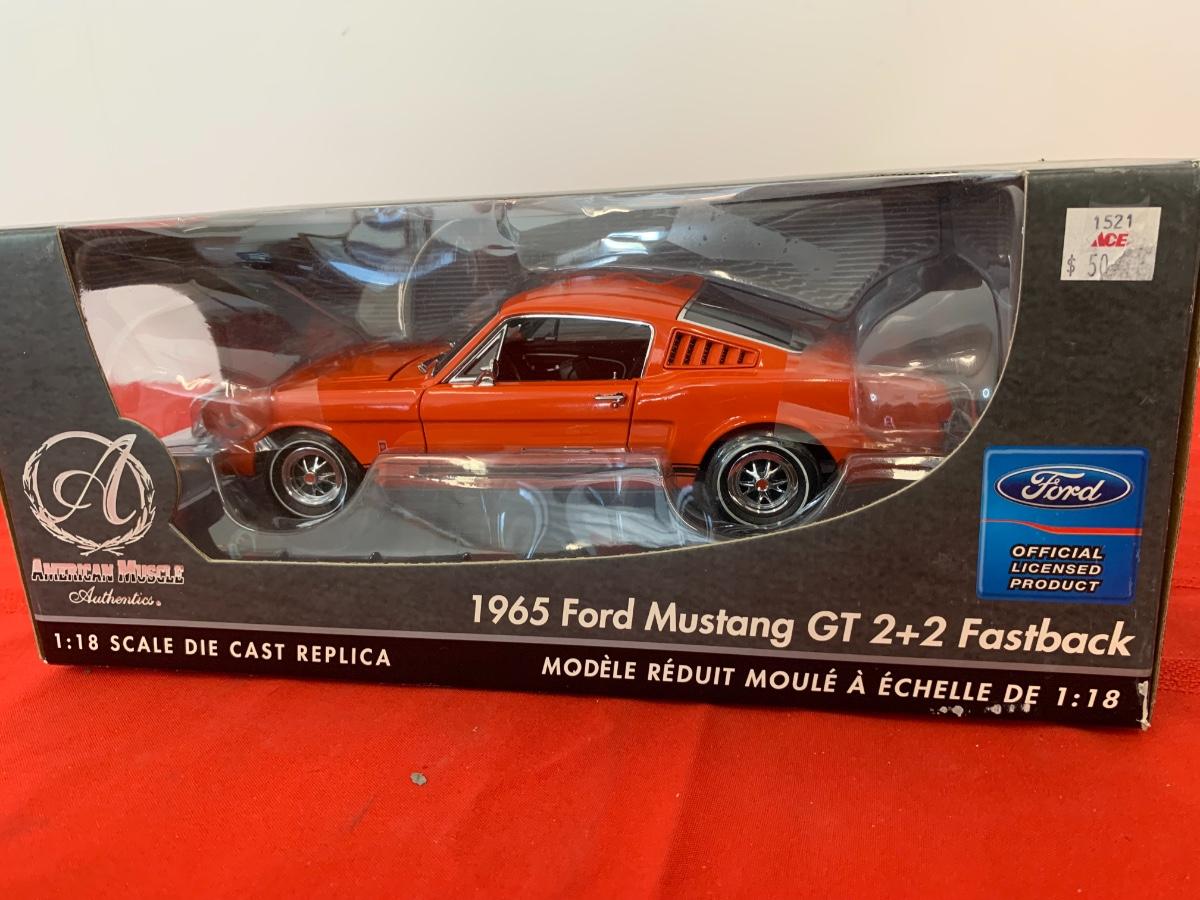 1521
ACE
$ 50
A
AMERICAN MUSCLE
Authentics
Ford
OFFICIAL
LICENSED
PRODUCT
1965 Ford Mustang GT 2+2 Fastback
1:18 SCALE DIE CAST REPLICA
MODÈLE RÉDUIT MOULÉ À ÉCHELLE DE 1:18